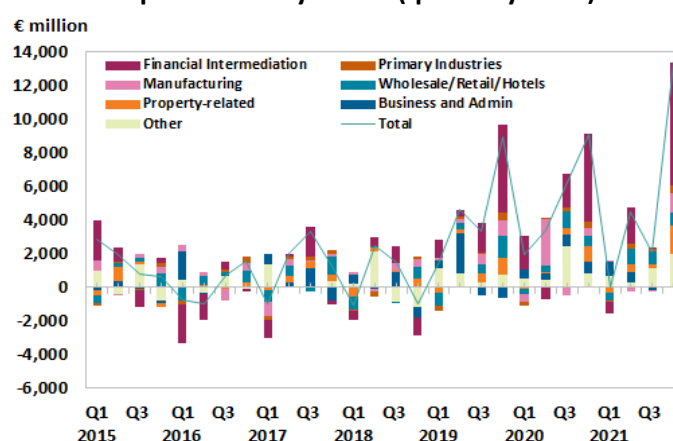 € million
14,000
12,000
10,000
8,000
6,000
4,000
2,000
0
-2,000
-4,000
-6,000
Financial Intermediation Primary Industries
Manufacturing Wholesale/Retail/Hotels
Property-related Business and Admin
Other Total
Q1 Q3 Q1 Q3 Q1 Q3 Q1 Q3 Q1 Q3 Q1 Q3 Q1 Q3
2015 2016 2017 2018 2019 2020 2021